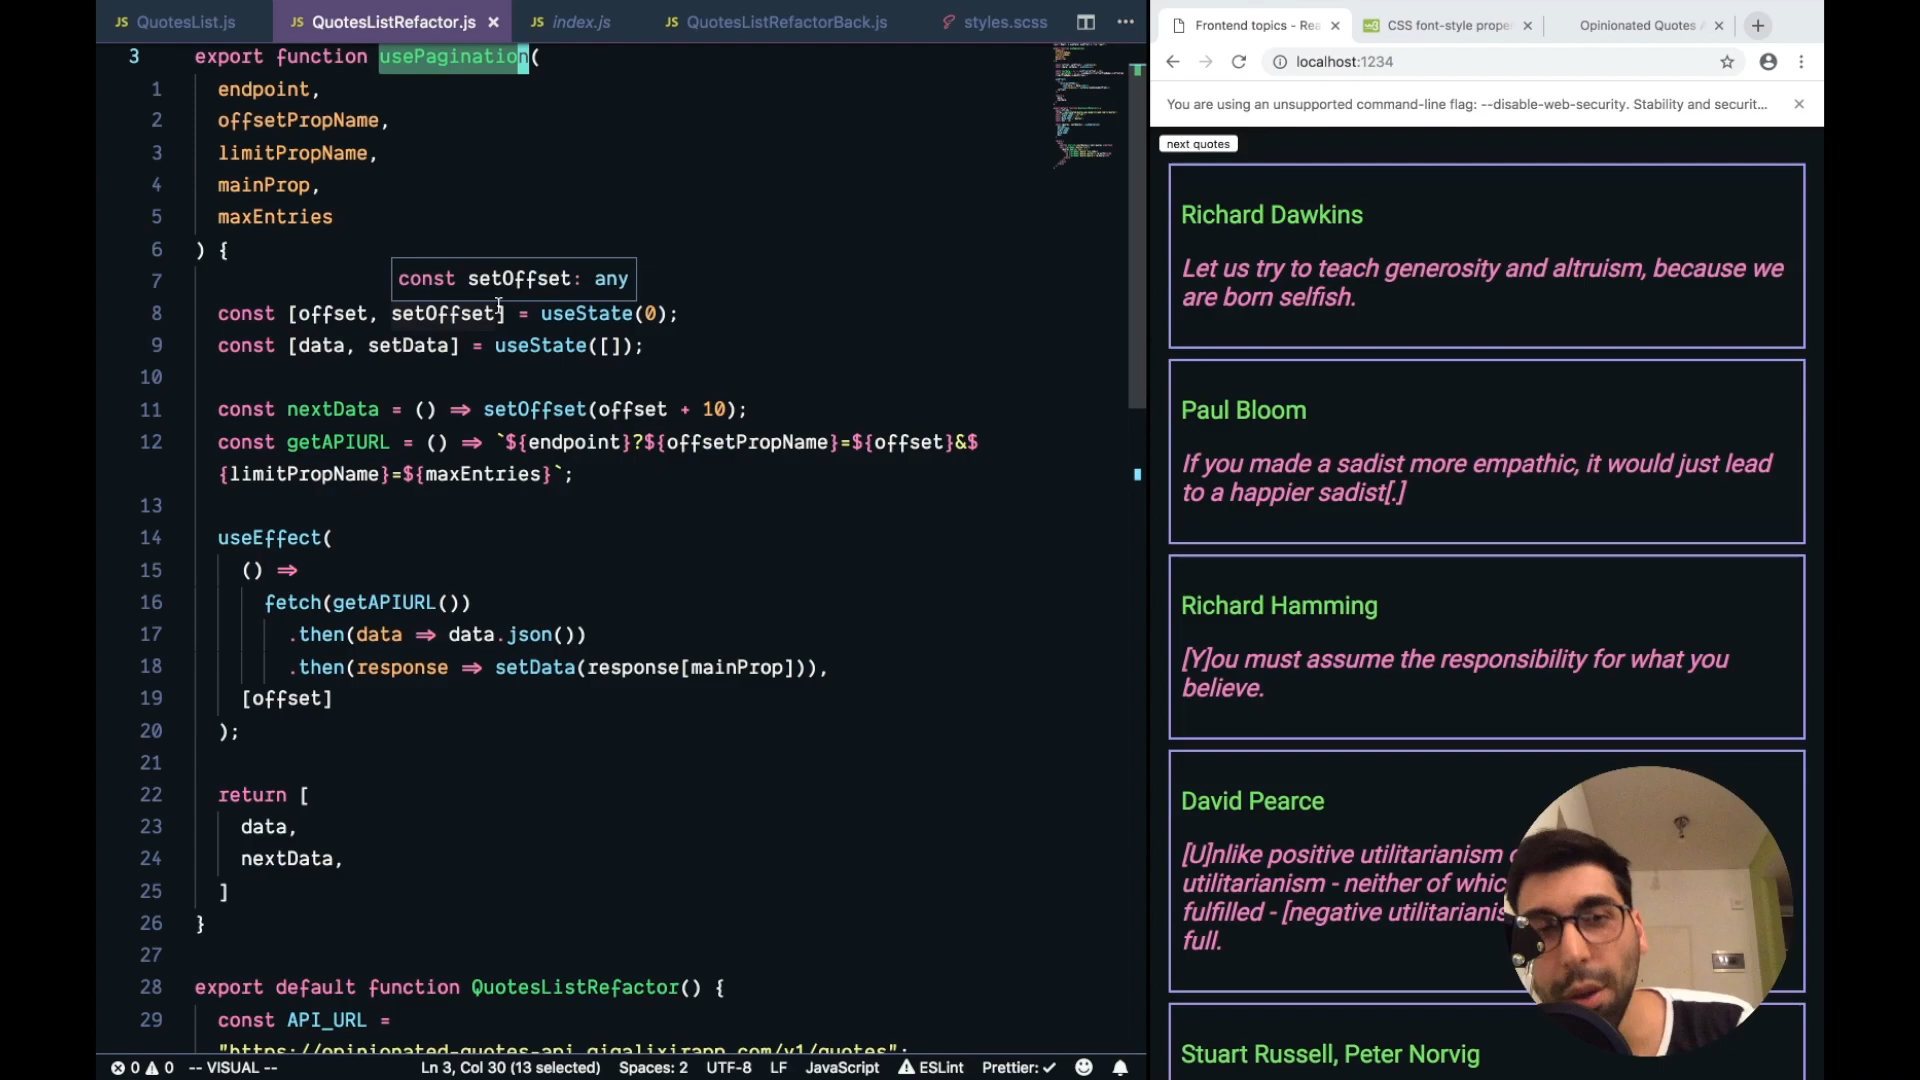 JS QuotesList.js
JS QuotesListRefactor.js ×
JS index.js
JS QuotesListRefactorBack.js
styles.scss
3 export function usePagination(
1 endpoint,
2 offsetPropName,
3 limitPropName,
4 mainProp,
5 maxEntries
6 ) {
const setOffset: any
7
8 const [offset, setOffset] = useState(0);
9 const [data, setData] = useState([]);
10
11 const nextData = () => setOffset(offset + 10);
12 const getAPIURL = () => `${endpoint}?${offsetPropName}=${offset}&$
{limitPropName}=${maxEntries}`;
13
14 useEffect(
15 () =>
16 fetch(getAPIURL())
17 .then(data => data.json())
18 .then(response => setData(response[mainProp])),
19 [offset]
20 );
21
22 return [
23 data,
24 nextData,
25 ]
26 }
27
28 export default function QuotesListRefactor() {
29 const API_URL =
"https://opinionated-quotes-api.gigalixirapp.com/v1/quotes";
0 0 -- VISUAL --
Ln 3, Col 30 (13 selected) Spaces: 2 UTF-8 LF JavaScript ESLint Prettier: ✓
Frontend topics - Rea ×
CSS font-style prope ×
Opinionated Quotes A ×
localhost:1234
You are using an unsupported command-line flag: --disable-web-security. Stability and securit... ×
next quotes
Richard Dawkins
Let us try to teach generosity and altruism, because we
are born selfish.
Paul Bloom
If you made a sadist more empathic, it would just lead
to a happier sadist[.]
Richard Hamming
[Y]ou must assume the responsibility for what you
believe.
David Pearce
[U]nlike positive utilitarianism
utilitarianism - neither of whic
fulfilled - [negative utilitarianis
full.
Stuart Russell, Peter Norvig